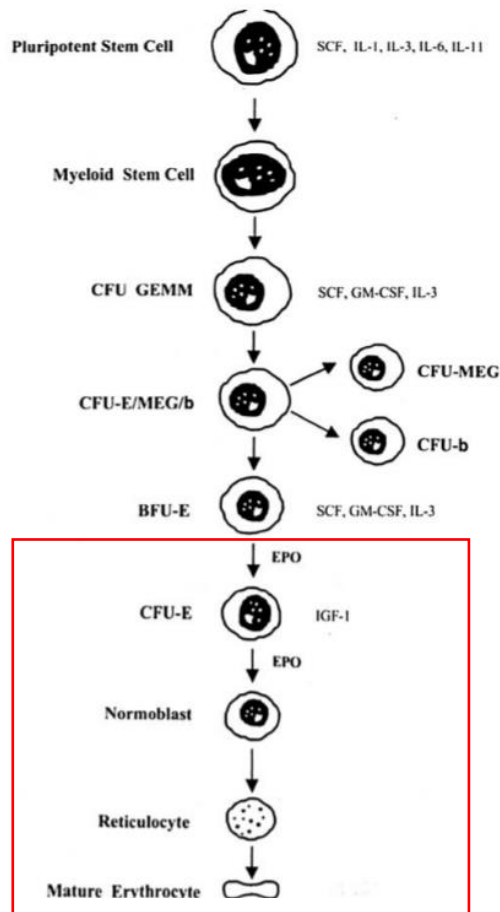 Pluripotent Stem Cell SCF, IL-1, IL-3, IL-6, IL-11
Myeloid Stem Cell
CFU GEMM SCF, GM-CSF, IL-3
CFU-MEG
CFU-E/MEG/b
CFU-b
BFU-E SCF, GM-CSF, IL-3
EPO
CFU-E IGF-1
EPO
Normoblast
Reticulocyte
Mature Erythrocyte